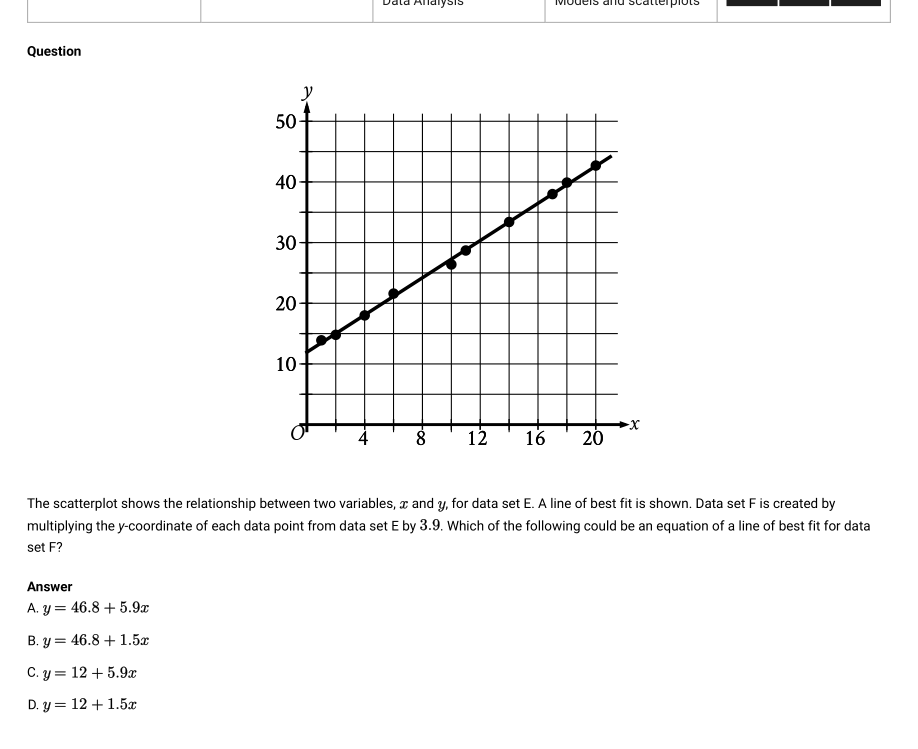 Data Analysis
Models and scatterplots
Question
y
50
40
30
20
10
O
4 8 12 16 20 x
The scatterplot shows the relationship between two variables, x and y, for data set E. A line of best fit is shown. Data set F is created by
multiplying the y-coordinate of each data point from data set E by 3.9. Which of the following could be an equation of a line of best fit for data
set F?
Answer
A. y = 46.8 + 5.9x
B. y = 46.8 + 1.5x
C. y = 12 + 5.9x
D. y = 12 + 1.5x